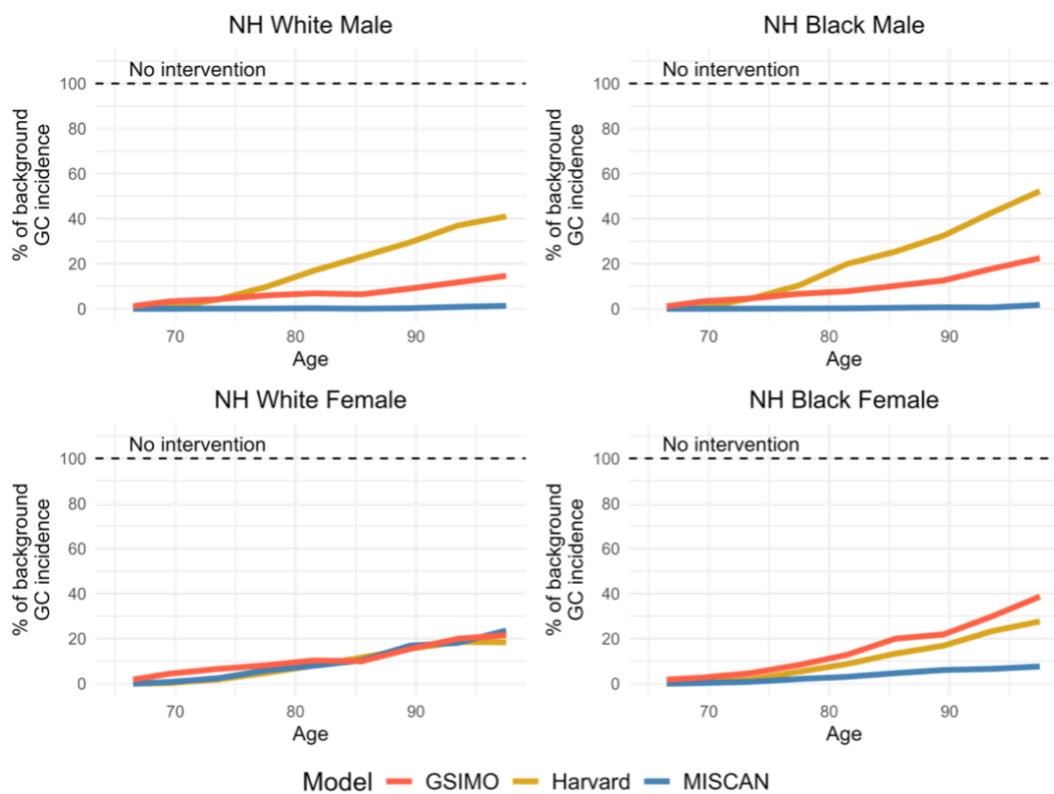 NH White Male
No intervention
100
80
60
40
20
0
% of background
GC incidence
70
80
90
Age
NH Black Male
No intervention
100
80
60
40
20
0
% of background
GC incidence
70
80
90
Age
NH White Female
No intervention
100
80
60
40
20
0
% of background
GC incidence
70
80
90
Age
NH Black Female
No intervention
100
80
60
40
20
0
% of background
GC incidence
70
80
90
Age
Model GSIMO Harvard MISCAN